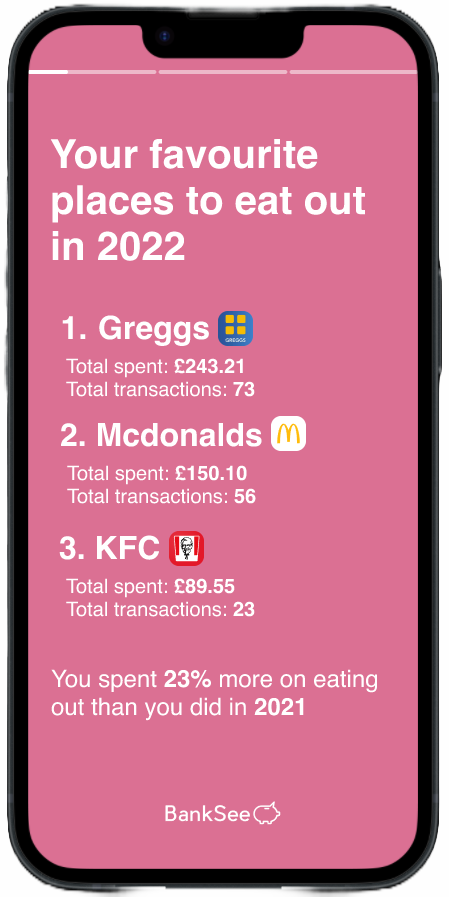 Your favourite
places to eat out
in 2022
1. Greggs
GREGGS
Total spent: £243.21
Total transactions: 73
2. Mcdonalds
Total spent: £150.10
Total transactions: 56
3. KFC
Total spent: £89.55
Total transactions: 23
You spent 23% more on eating
out than you did in 2021
BankSee